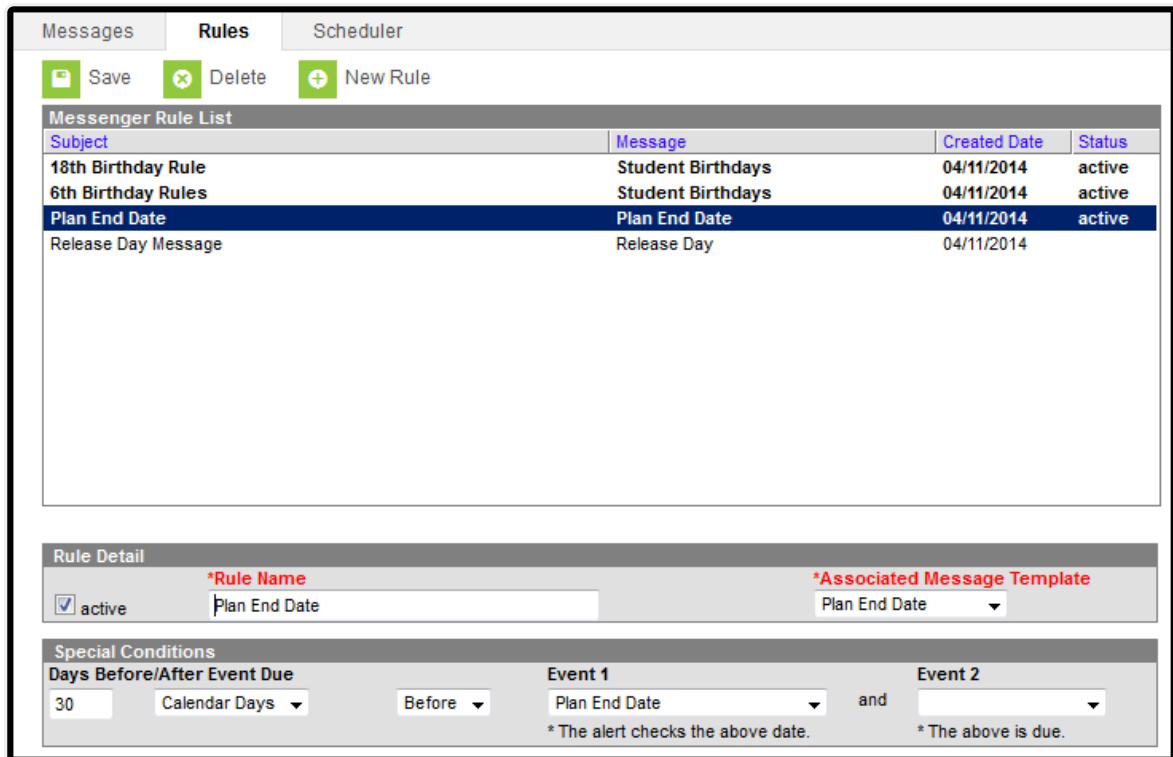 Messages Rules Scheduler
Save Delete New Rule
Messenger Rule List
Subject Message Created Date Status
18th Birthday Rule Student Birthdays 04/11/2014 active
6th Birthday Rules Student Birthdays 04/11/2014 active
Plan End Date Plan End Date 04/11/2014 active
Release Day Message Release Day 04/11/2014
Rule Detail
*Rule Name *Associated Message Template
active Plan End Date Plan End Date
Special Conditions
Days Before/After Event Due Event 1 Event 2
30 Calendar Days Before Plan End Date and
* The alert checks the above date. * The above is due.